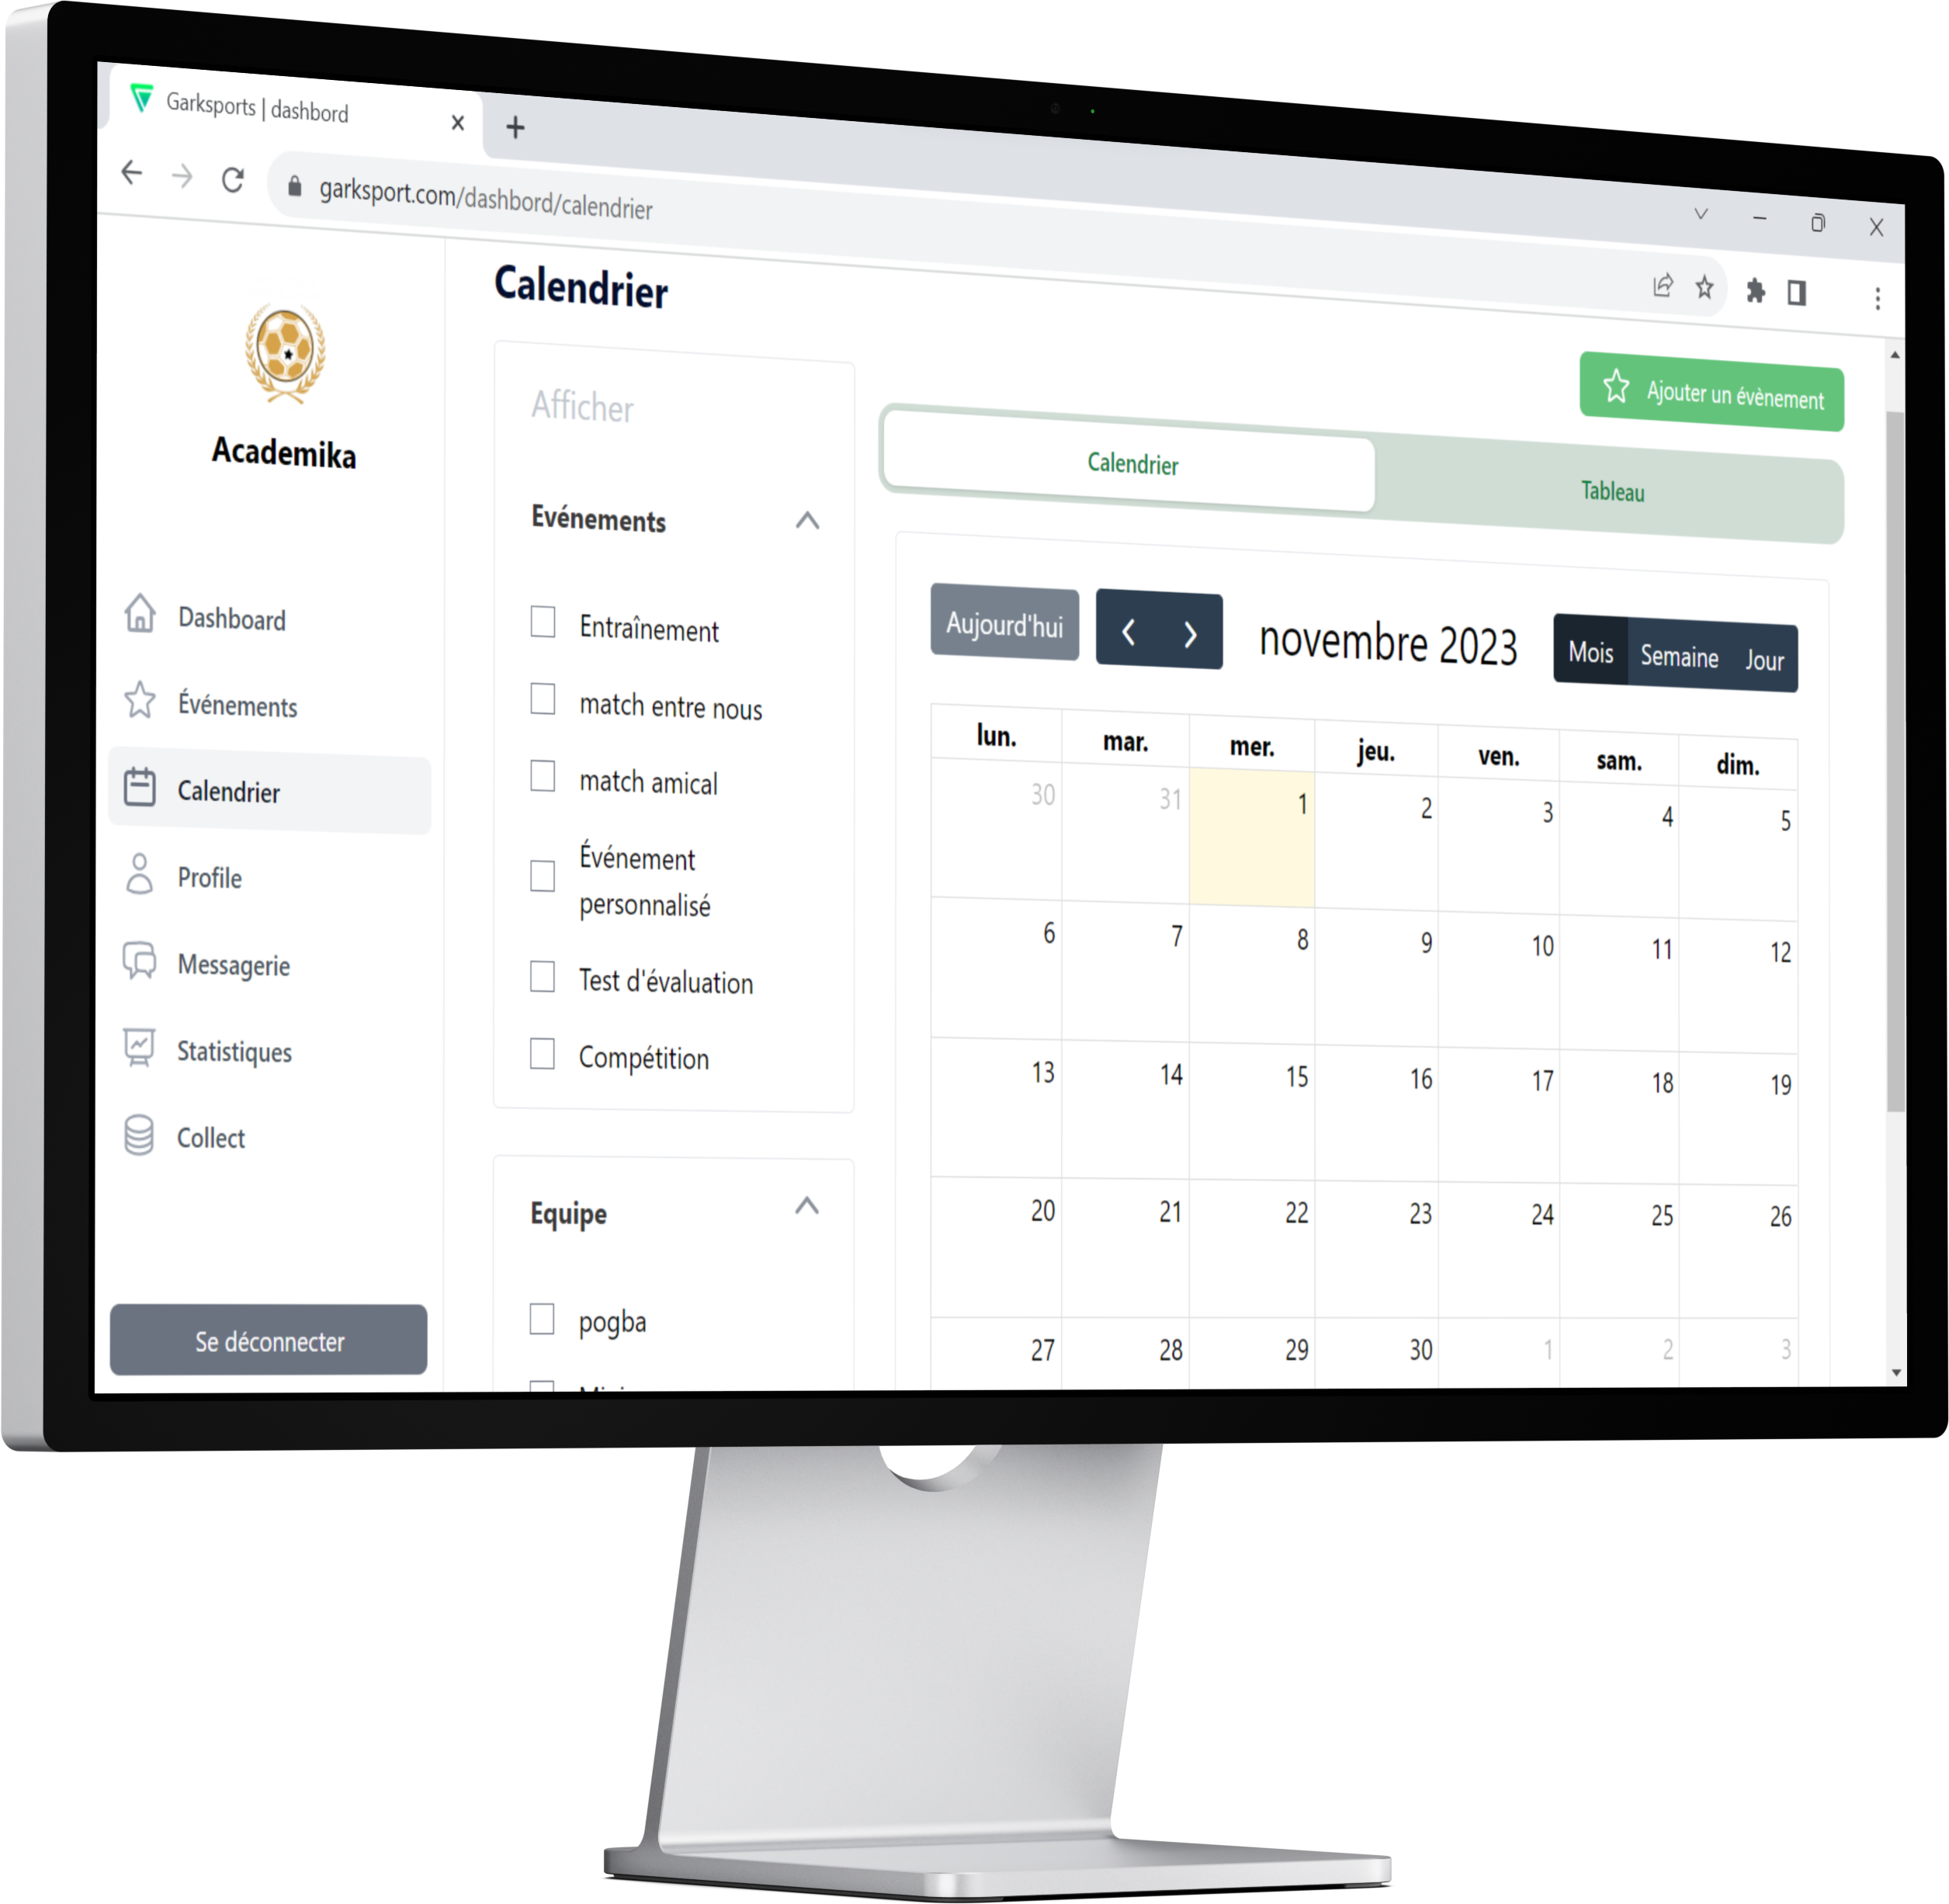 Garksports | dashbord
garksport.com/dashbord/calendrier
Academika
Dashboard
Événements
Calendrier
Profile
Messagerie
Statistiques
Collect
Se déconnecter
Calendrier
Afficher
Evénements
Entraînement
match entre nous
match amical
Événement
personnalisé
Test d'évaluation
Compétition
Equipe
pogba
Ajouter un évènement
Calendrier Tableau
Aujourd'hui novembre 2023 Mois Semaine Jour
lun. mar. mer. jeu. ven. sam. dim.
30 31 1 2 3 4 5
6 7 8 9 10 11 12
13 14 15 16 17 18 19
20 21 22 23 24 25 26
27 28 29 30 1 2 3